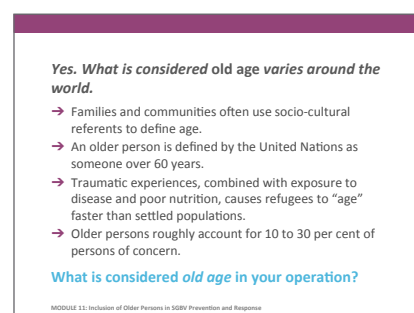 Yes. What is considered old age varies around the
world.
➔ Families and communities often use socio-cultural
referents to define age.
➔ An older person is defined by the United Nations as
someone over 60 years.
➔ Traumatic experiences, combined with exposure to
disease and poor nutrition, causes refugees to “age”
faster than settled populations.
➔ Older persons roughly account for 10 to 30 per cent of
persons of concern.
What is considered old age in your operation?
MODULE 11: Inclusion of Older Persons in SGBV Prevention and Response